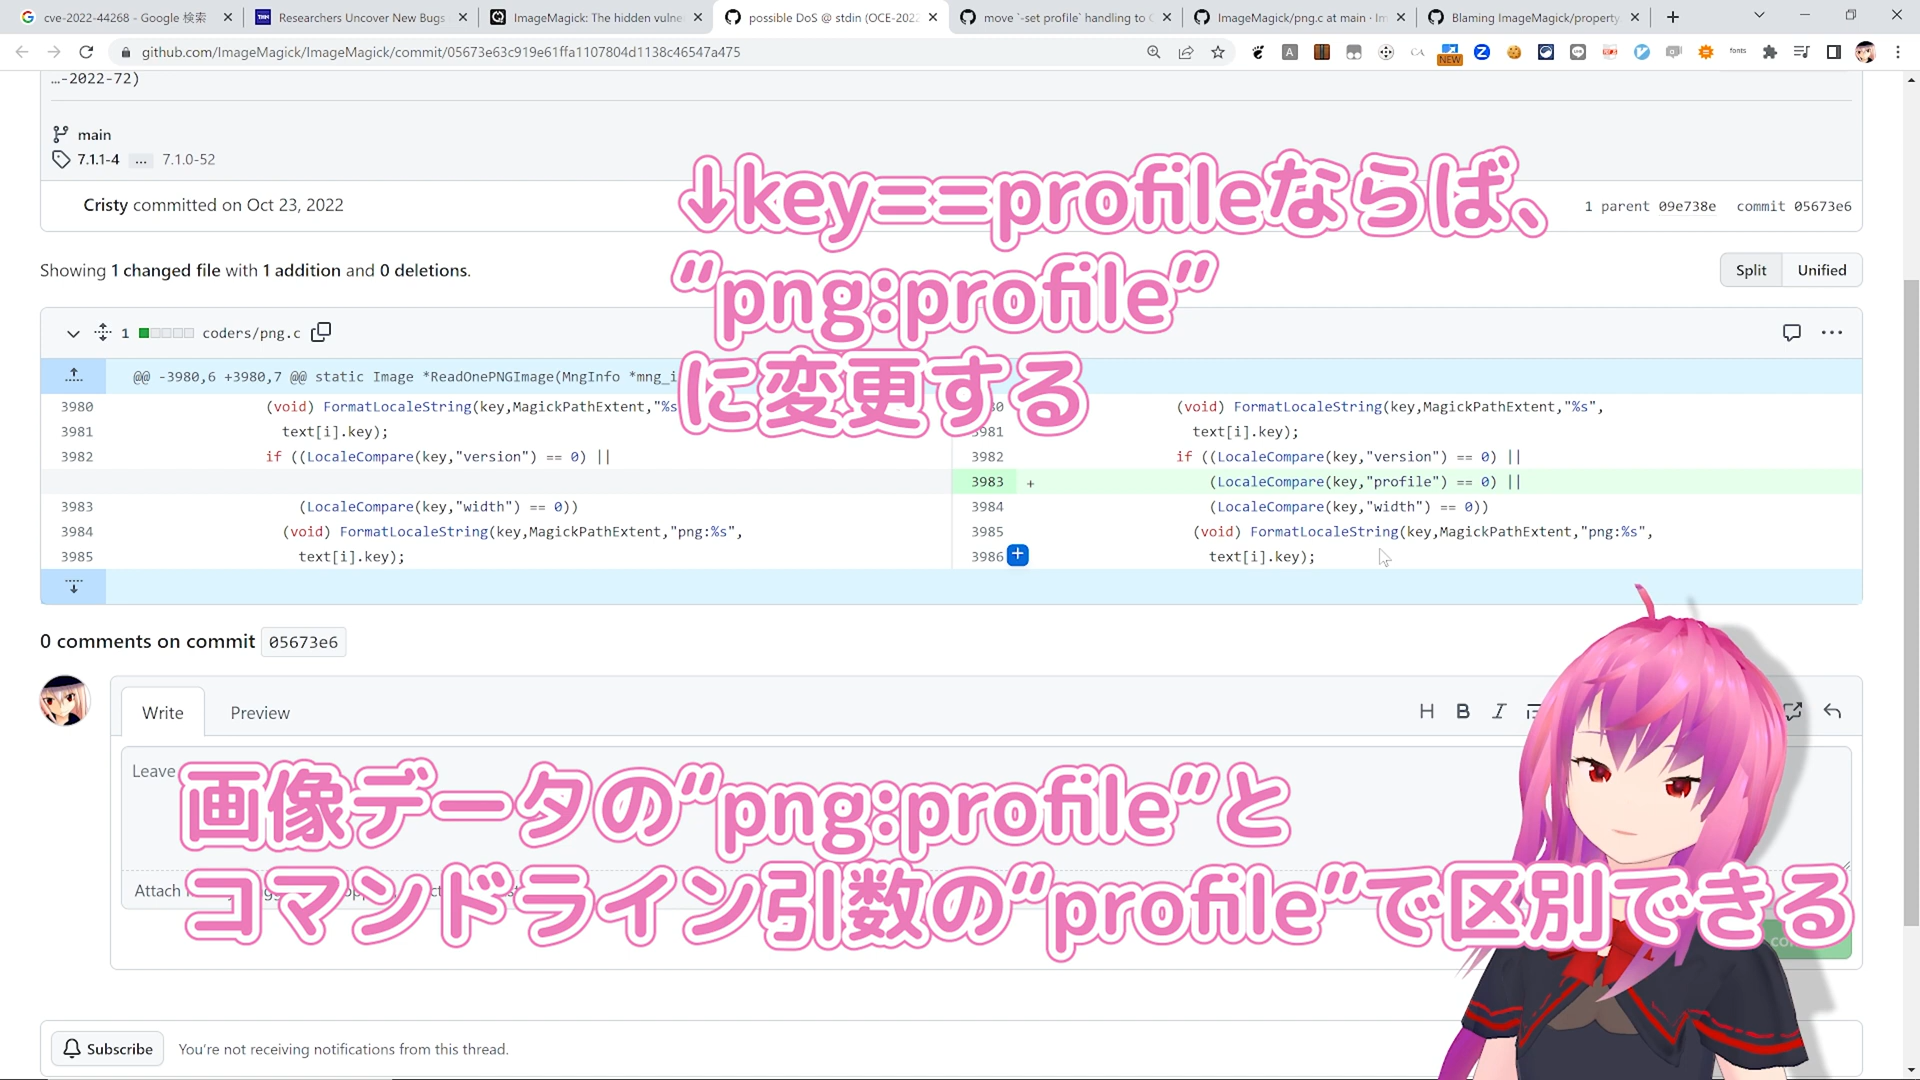 cve-2022-44268 - Google 検索
Researchers Uncover New Bugs
ImageMagick: The hidden vulne
possible DoS @ stdin (OCE-2022
move `-set profile` handling to C
ImageMagick/png.c at main · Im
Blaming ImageMagick/property
github.com/ImageMagick/ImageMagick/commit/05673e63c919e61ffa1107804d1138c46547a475
NEW
fonts
…-2022-72)
main
7.1.1-4 … 7.1.0-52
Cristy committed on Oct 23, 2022
1 parent 09e738e commit 05673e6
↓key==profileならば、
“png:profile”
に変更する
Showing 1 changed file with 1 addition and 0 deletions.
Split Unified
1 coders/png.c
@@ -3980,6 +3980,7 @@ static Image *ReadOnePNGImage(MngInfo *mng_i
3980 (void) FormatLocaleString(key,MagickPathExtent,"%s
3981 text[i].key);
3982 if ((LocaleCompare(key,"version") == 0) ||
3983 (LocaleCompare(key,"width") == 0))
3984 (void) FormatLocaleString(key,MagickPathExtent,"png:%s",
3985 text[i].key);
(void) FormatLocaleString(key,MagickPathExtent,"%s",
3981 text[i].key);
3982 if ((LocaleCompare(key,"version") == 0) ||
3983 + (LocaleCompare(key,"profile") == 0) ||
3984 (LocaleCompare(key,"width") == 0))
3985 (void) FormatLocaleString(key,MagickPathExtent,"png:%s",
3986 text[i].key);
0 comments on commit 05673e6
Write Preview
H B I
Leave
画像データの“png:profile”と
Attach
コマンドライン引数の“profile”で区別できる
Subscribe You’re not receiving notifications from this thread.